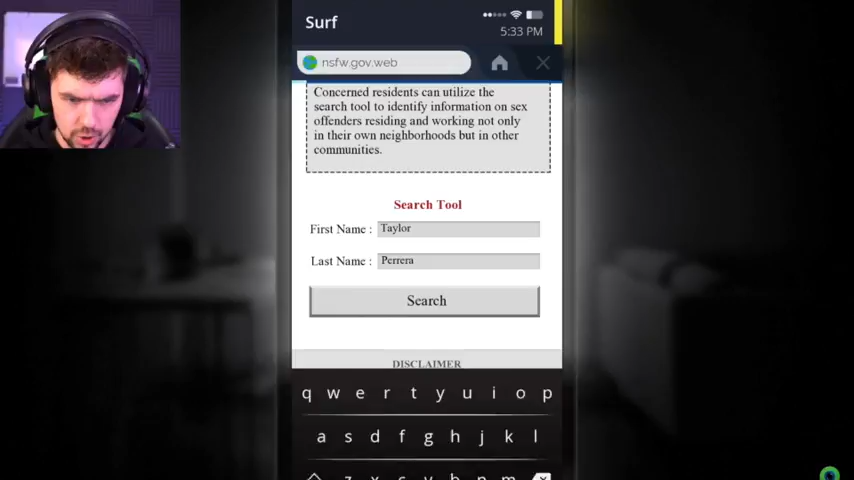 Surf
5:33 PM
nsfw.gov.web
Concerned residents can utilize the
search tool to identify information on sex
offenders residing and working not only
in their own neighborhoods but in other
communities.
Search Tool
First Name : Taylor
Last Name : Perrera
Search
DISCLAIMER
q w e r t y u i o p
a s d f g h j k l
z x c v b n m